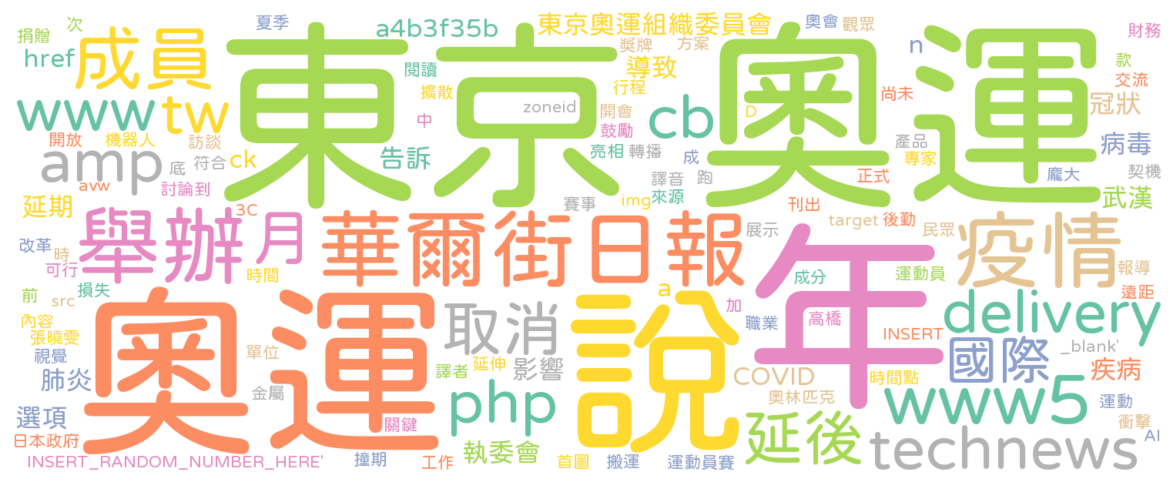 捐贈 次 夏季 a4b3f35b 東京奧運組織委員會 奧會 觀眾 財務
href 成員 東京奧運 閱讀 導致 獎牌 方案 n 款
www tw 擴散 zoneid 行程 開會 cb D 尚未 交流 冠狀
開放 機器人 訪談 中 鼓勵 產品 病毒
amp 底 符合 ck 告訴 亮相 轉播 成 專家 契機
avw 討論到 譯音 跑 正式 龐大
延期 3C 賽事 img 來源 刊出 武漢
舉辦 月 華爾街日報 target 後勤 民眾
改革 時 展示 年 疫情
可行 時間 成分 運動員 報導
前 src 損失 奧運 說 a 遠距
內容 取消 加 職業 高橋 delivery
張曉雯 單位 INSERT _blank'
視覺 影響 國際
肺炎 譯者 延伸 COVID 時間點 疾病
金屬 php 奧林匹克 www5 運動
選項 關鍵 延後 衝擊
日本政府 執委會 technews AI
INSERT_RANDOM_NUMBER_HERE' 撞期 工作 首圖 搬運 運動員賽